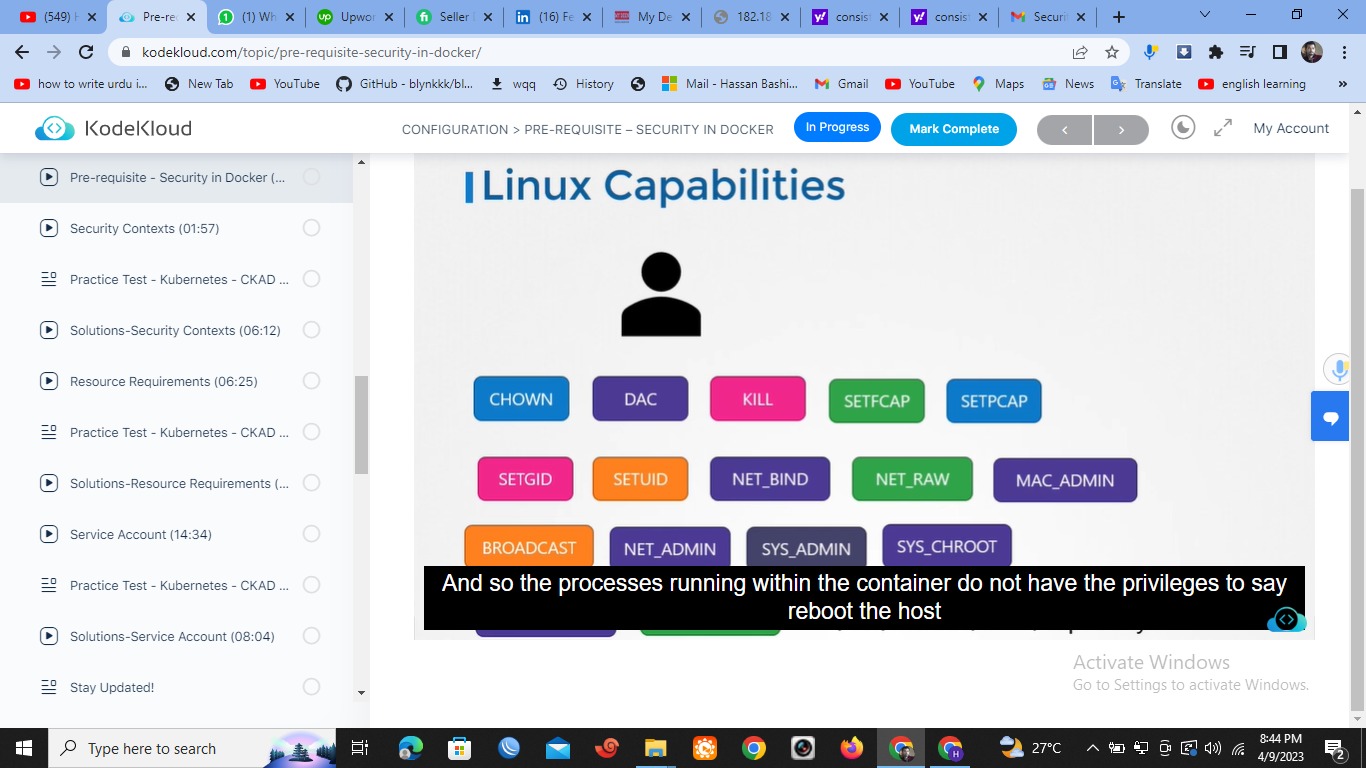 (549) H
Pre-re
(1) Wh
Upwor
Seller
(16) Fe
My De
182.18
consist
consist
Securit
kodekloud.com/topic/pre-requisite-security-in-docker/
how to write urdu i...
New Tab
YouTube
GitHub - blynkkk/bl...
wqq
History
Mail - Hassan Bashi...
Gmail
YouTube
Maps
News
Translate
english learning
KodeKloud
CONFIGURATION > PRE-REQUISITE – SECURITY IN DOCKER
In Progress
Mark Complete
My Account
Pre-requisite - Security in Docker (...
Security Contexts (01:57)
Practice Test - Kubernetes - CKAD ...
Solutions-Security Contexts (06:12)
Resource Requirements (06:25)
Practice Test - Kubernetes - CKAD ...
Solutions-Resource Requirements (...
Service Account (14:34)
Practice Test - Kubernetes - CKAD ...
Solutions-Service Account (08:04)
Stay Updated!
Linux Capabilities
CHOWN DAC KILL SETFCAP SETPCAP
SETGID SETUID NET_BIND NET_RAW MAC_ADMIN
BROADCAST NET_ADMIN SYS_ADMIN SYS_CHROOT
And so the processes running within the container do not have the privileges to say
reboot the host
Activate Windows
Go to Settings to activate Windows.
Type here to search
27°C
8:44 PM
4/9/2023
2